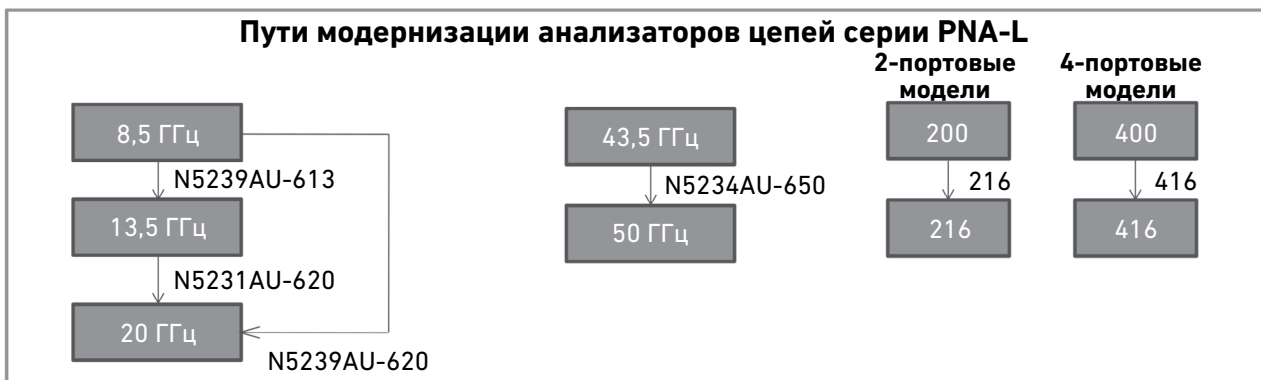 Пути модернизации анализаторов цепей серии PNA-L
2-портовые
модели
4-портовые
модели
8,5 ГГц
N5239AU-613
13,5 ГГц
N5231AU-620
20 ГГц
N5239AU-620
43,5 ГГц
N5234AU-650
50 ГГц
200
216
216
400
416
416